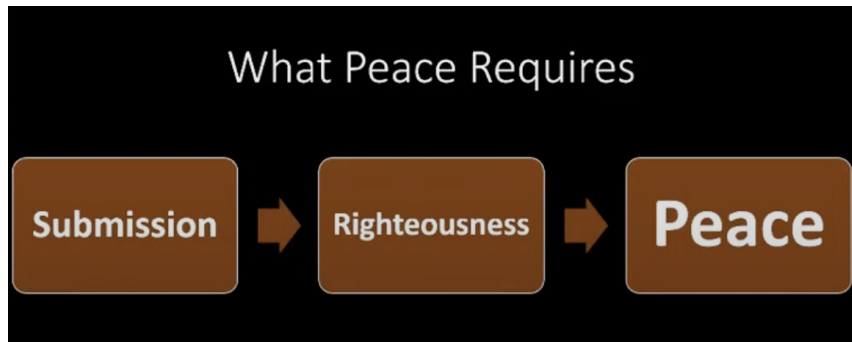 What Peace Requires
Submission
Righteousness
Peace